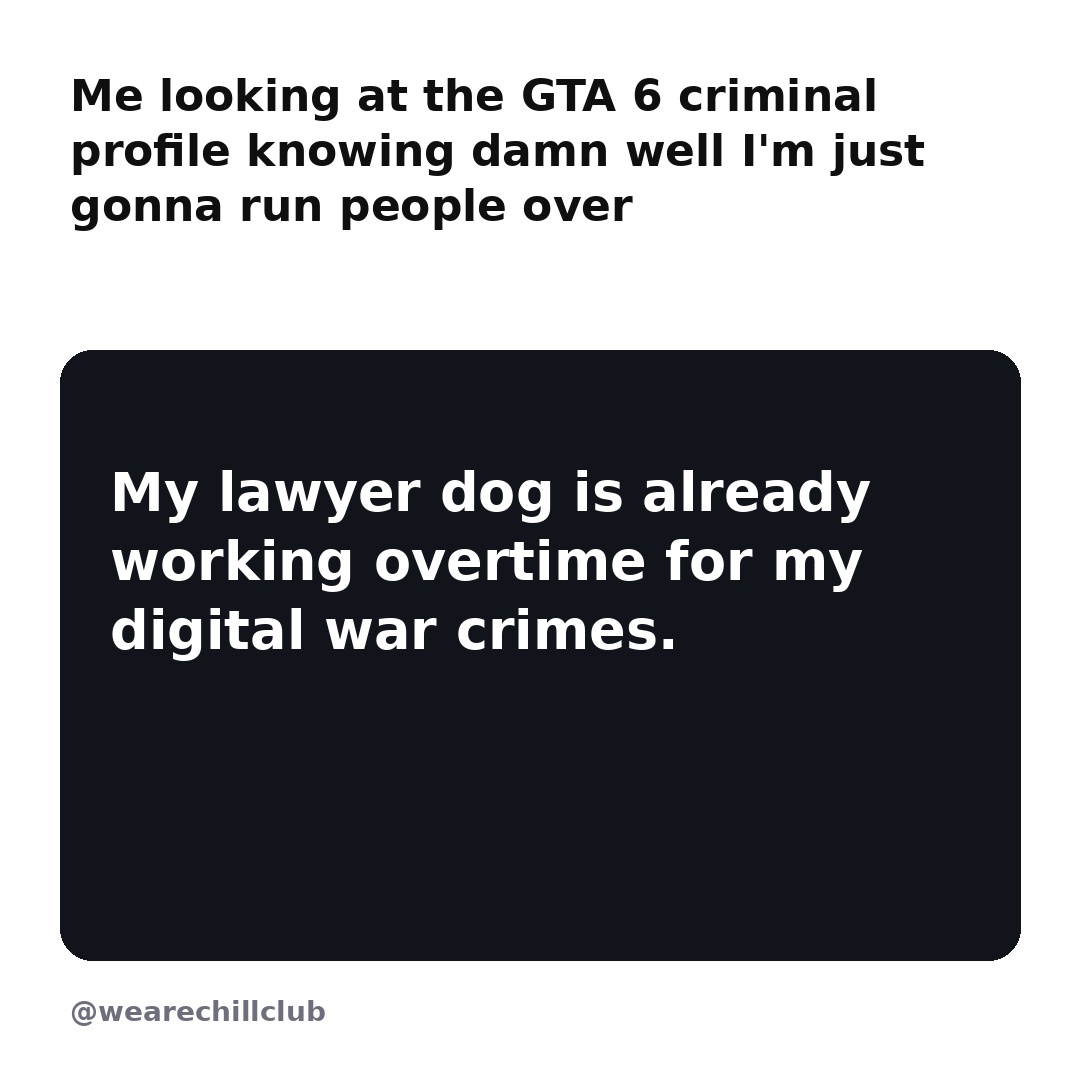 Me looking at the GTA 6 criminal
profile knowing damn well I'm just
gonna run people over
My lawyer dog is already
working overtime for my
digital war crimes.
@wearechillclub